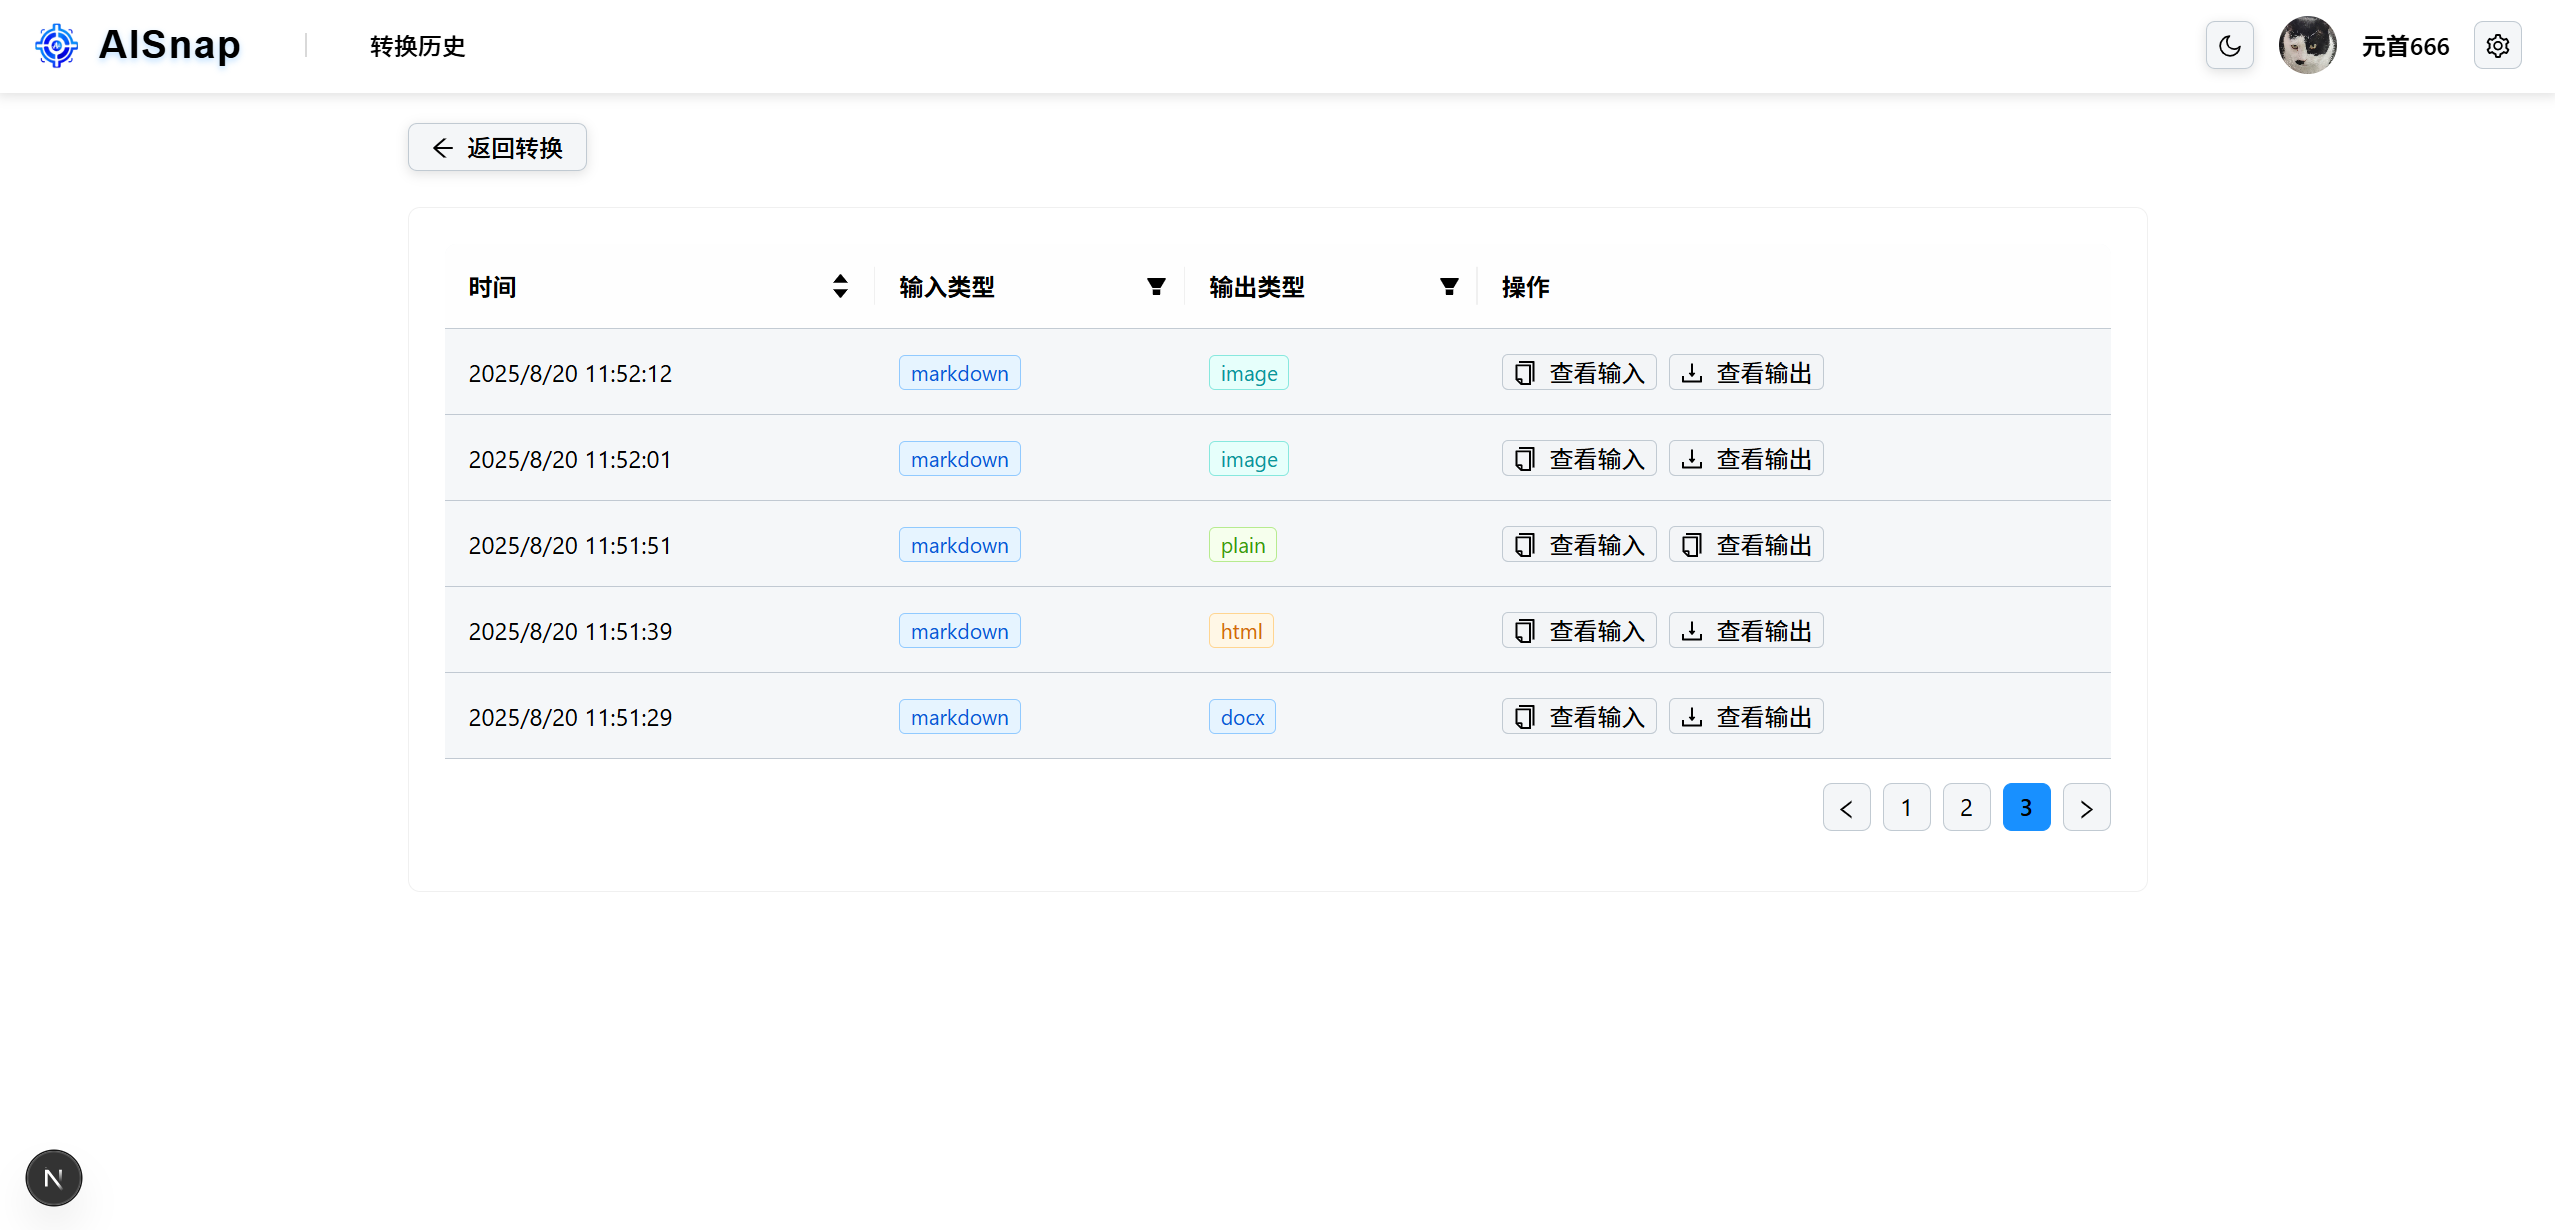 AISnap 转换历史 元首666
返回转换
时间 输入类型 输出类型 操作
2025/8/20 11:52:12 markdown image 查看输入 查看输出
2025/8/20 11:52:01 markdown image 查看输入 查看输出
2025/8/20 11:51:51 markdown plain 查看输入 查看输出
2025/8/20 11:51:39 markdown html 查看输入 查看输出
2025/8/20 11:51:29 markdown docx 查看输入 查看输出
1 2 3
N